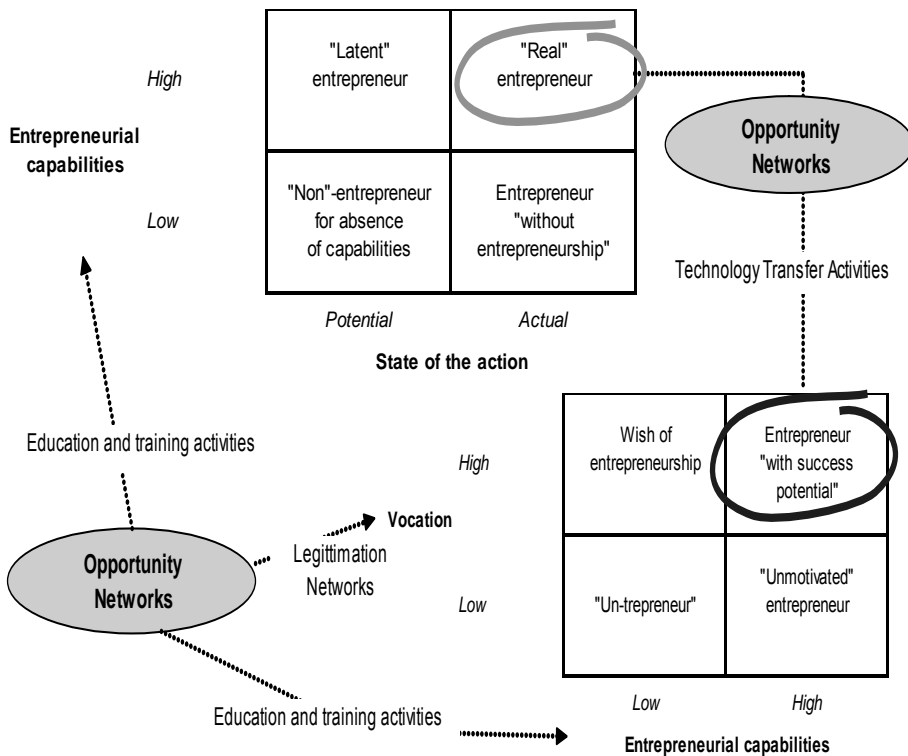 "Latent"
entrepreneur
"Real"
entrepreneur
High
Entrepreneurial
capabilities
Opportunity
Networks
"Non"-entrepreneur
for absence
of capabilities
Entrepreneur
"without
entrepreneurship"
Low
Technology Transfer Activities
Potential
Actual
State of the action
Education and training activities
Wish of
entrepreneurship
Entrepreneur
"with success
potential"
High
Vocation
Legittimation
Networks
Opportunity
Networks
"Un-trepreneur"
"Unmotivated"
entrepreneur
Low
Low
High
Education and training activities
Entrepreneurial capabilities